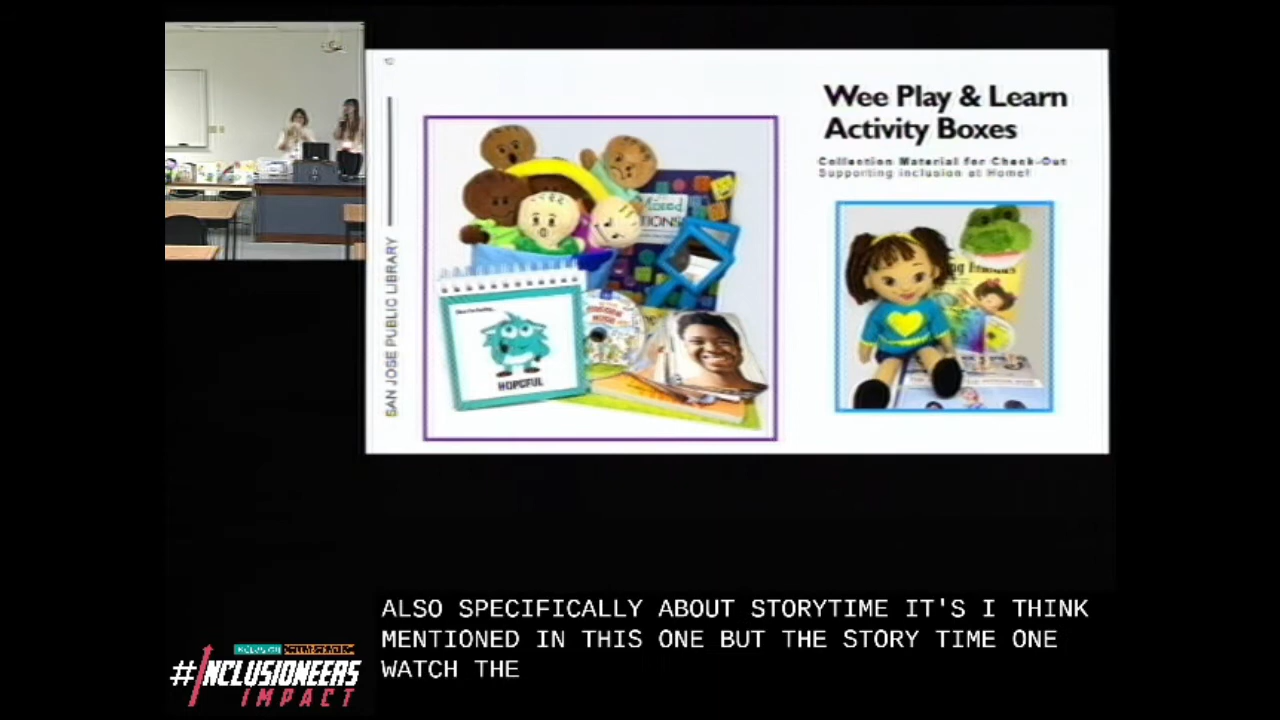 Wee Play & Learn
Activity Boxes
Collection Material for Check-Out
Supporting inclusion at Home!
SAN JOSE PUBLIC LIBRARY
HOPEFUL
ALSO SPECIFICALLY ABOUT STORYTIME IT'S I THINK
MENTIONED IN THIS ONE BUT THE STORY TIME ONE
WATCH THE
#INCLUSIONEERS
IMPACT